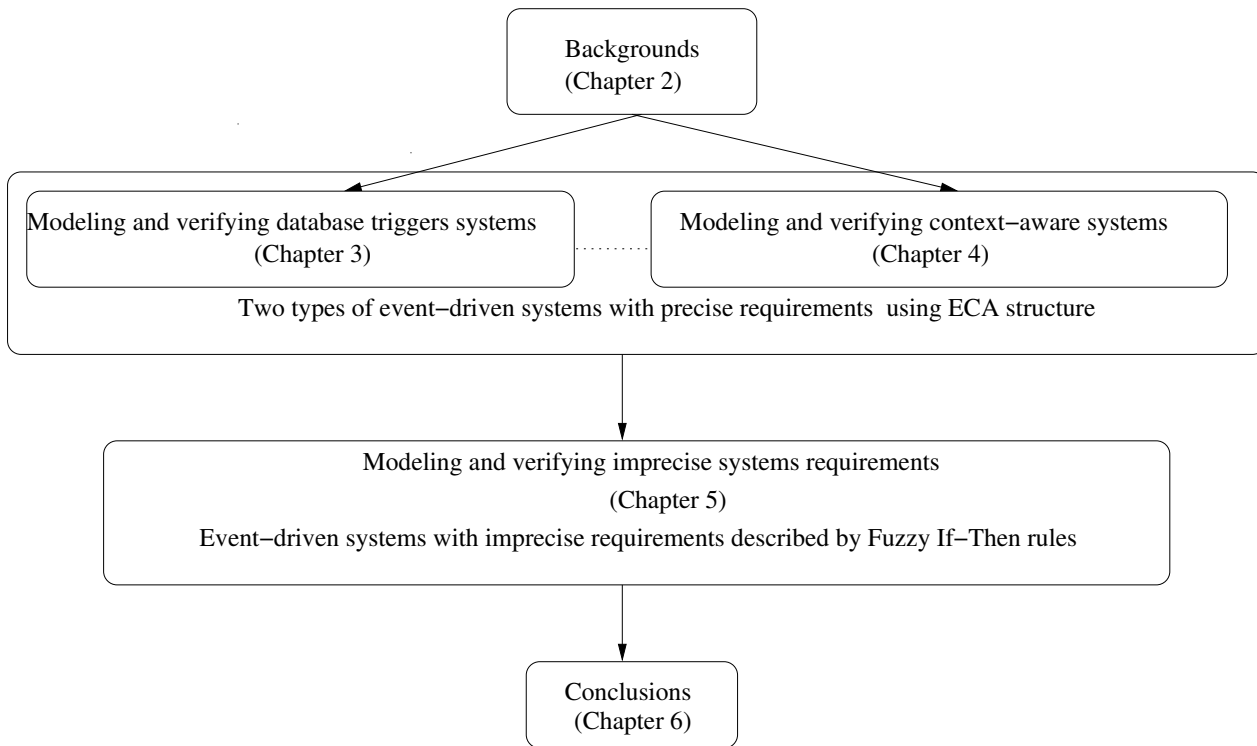 Backgrounds
(Chapter 2)
Modeling and verifying database triggers systems
(Chapter 3)
Modeling and verifying context−aware systems
(Chapter 4)
Two types of event−driven systems with precise requirements using ECA structure
Modeling and verifying imprecise systems requirements
(Chapter 5)
Event−driven systems with imprecise requirements described by Fuzzy If−Then rules
Conclusions
(Chapter 6)